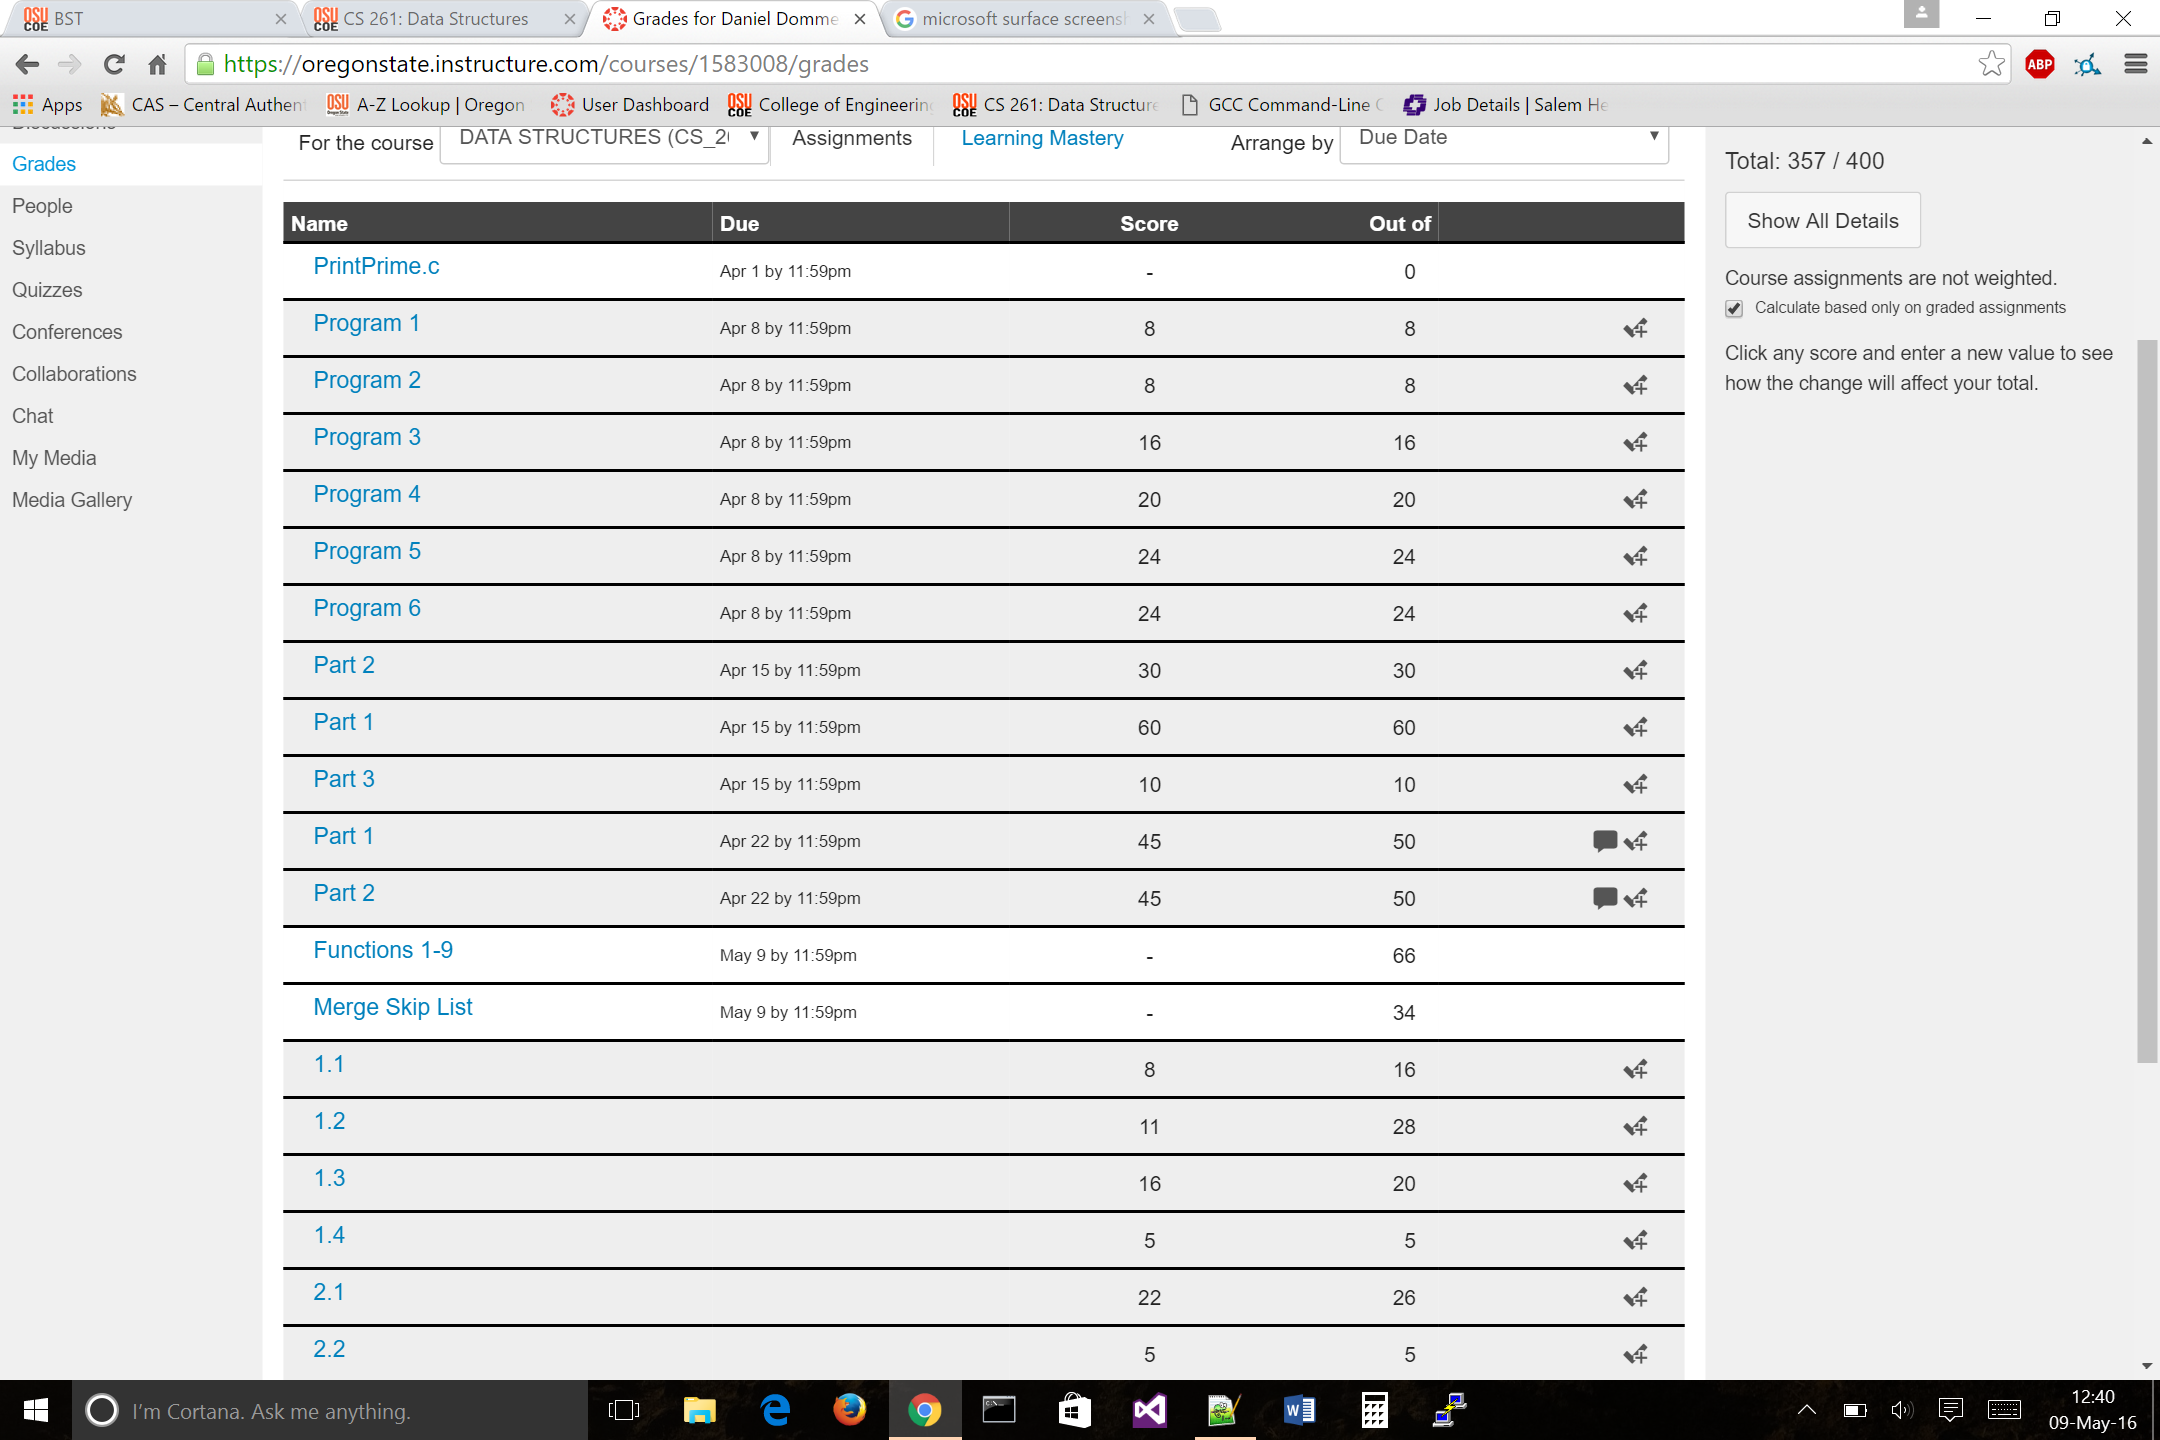 BST
CS 261: Data Structures
Grades for Daniel Domme
microsoft surface screensh
https://oregonstate.instructure.com/courses/1583008/grades
ABP
Apps
CAS – Central Authen
A-Z Lookup | Oregon
User Dashboard
College of Engineering
CS 261: Data Structure
GCC Command-Line
Job Details | Salem He
Discussions
Grades
People
Syllabus
Quizzes
Conferences
Collaborations
Chat
My Media
Media Gallery
For the course DATA STRUCTURES (CS_2 Assignments Learning Mastery Arrange by Due Date
Name Due Score Out of
PrintPrime.c Apr 1 by 11:59pm - 0
Program 1 Apr 8 by 11:59pm 8 8
Program 2 Apr 8 by 11:59pm 8 8
Program 3 Apr 8 by 11:59pm 16 16
Program 4 Apr 8 by 11:59pm 20 20
Program 5 Apr 8 by 11:59pm 24 24
Program 6 Apr 8 by 11:59pm 24 24
Part 2 Apr 15 by 11:59pm 30 30
Part 1 Apr 15 by 11:59pm 60 60
Part 3 Apr 15 by 11:59pm 10 10
Part 1 Apr 22 by 11:59pm 45 50
Part 2 Apr 22 by 11:59pm 45 50
Functions 1-9 May 9 by 11:59pm - 66
Merge Skip List May 9 by 11:59pm - 34
1.1 8 16
1.2 11 28
1.3 16 20
1.4 5 5
2.1 22 26
2.2 5 5
Total: 357 / 400
Show All Details
Course assignments are not weighted.
Calculate based only on graded assignments
Click any score and enter a new value to see
how the change will affect your total.
I'm Cortana. Ask me anything.
12:40
09-May-16